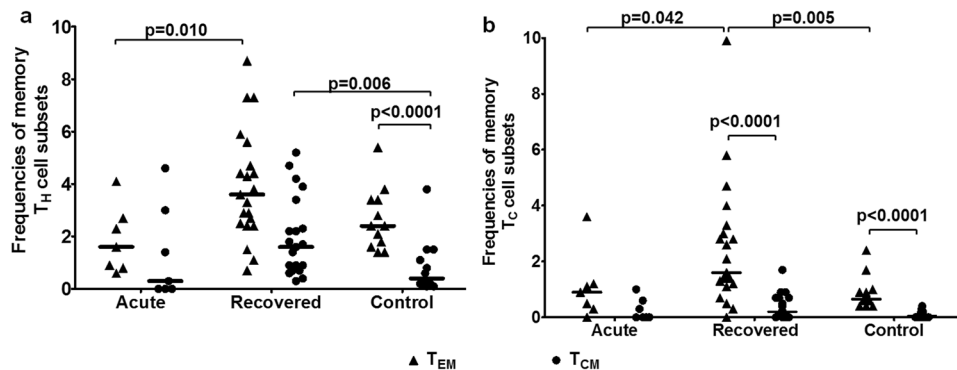 a
p=0.010
p=0.006
p<0.0001
Frequencies of memory
TH cell subsets
10
8
6
4
2
0
Acute
Recovered
Control
b
p=0.042
p=0.005
p<0.0001
p<0.0001
Frequencies of memory
TC cell subsets
10
8
6
4
2
0
Acute
Recovered
Control
TEM
TCM